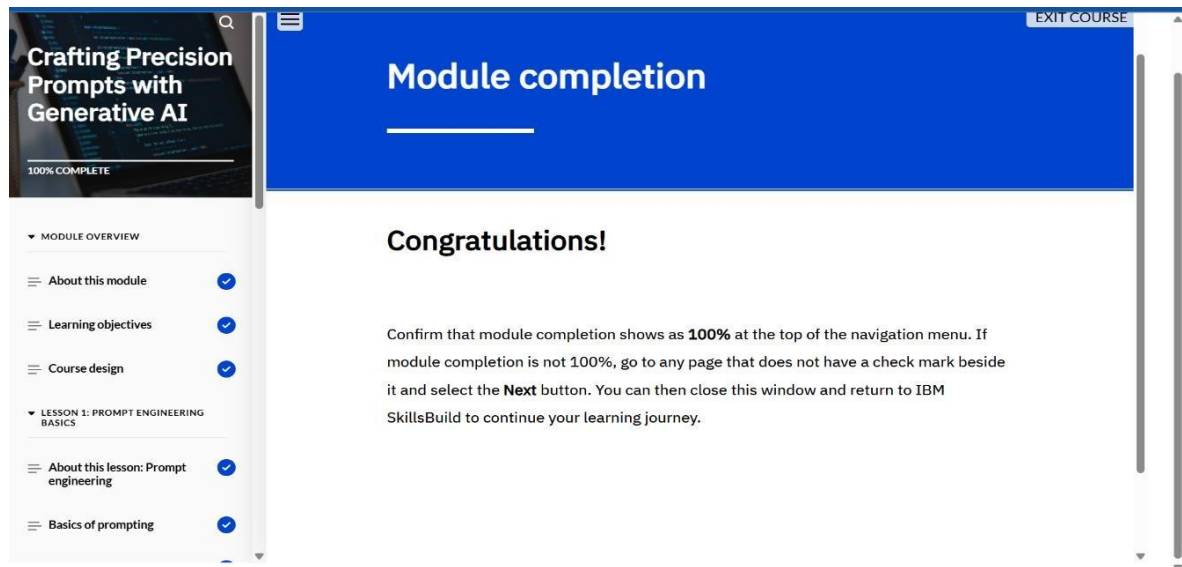 Crafting Precision
Prompts with
Generative AI
100% COMPLETE
MODULE OVERVIEW
About this module
Learning objectives
Course design
LESSON 1: PROMPT ENGINEERING
BASICS
About this lesson: Prompt
engineering
Basics of prompting
EXIT COURSE
Module completion
Congratulations!
Confirm that module completion shows as 100% at the top of the navigation menu. If
module completion is not 100%, go to any page that does not have a check mark beside
it and select the Next button. You can then close this window and return to IBM
SkillsBuild to continue your learning journey.